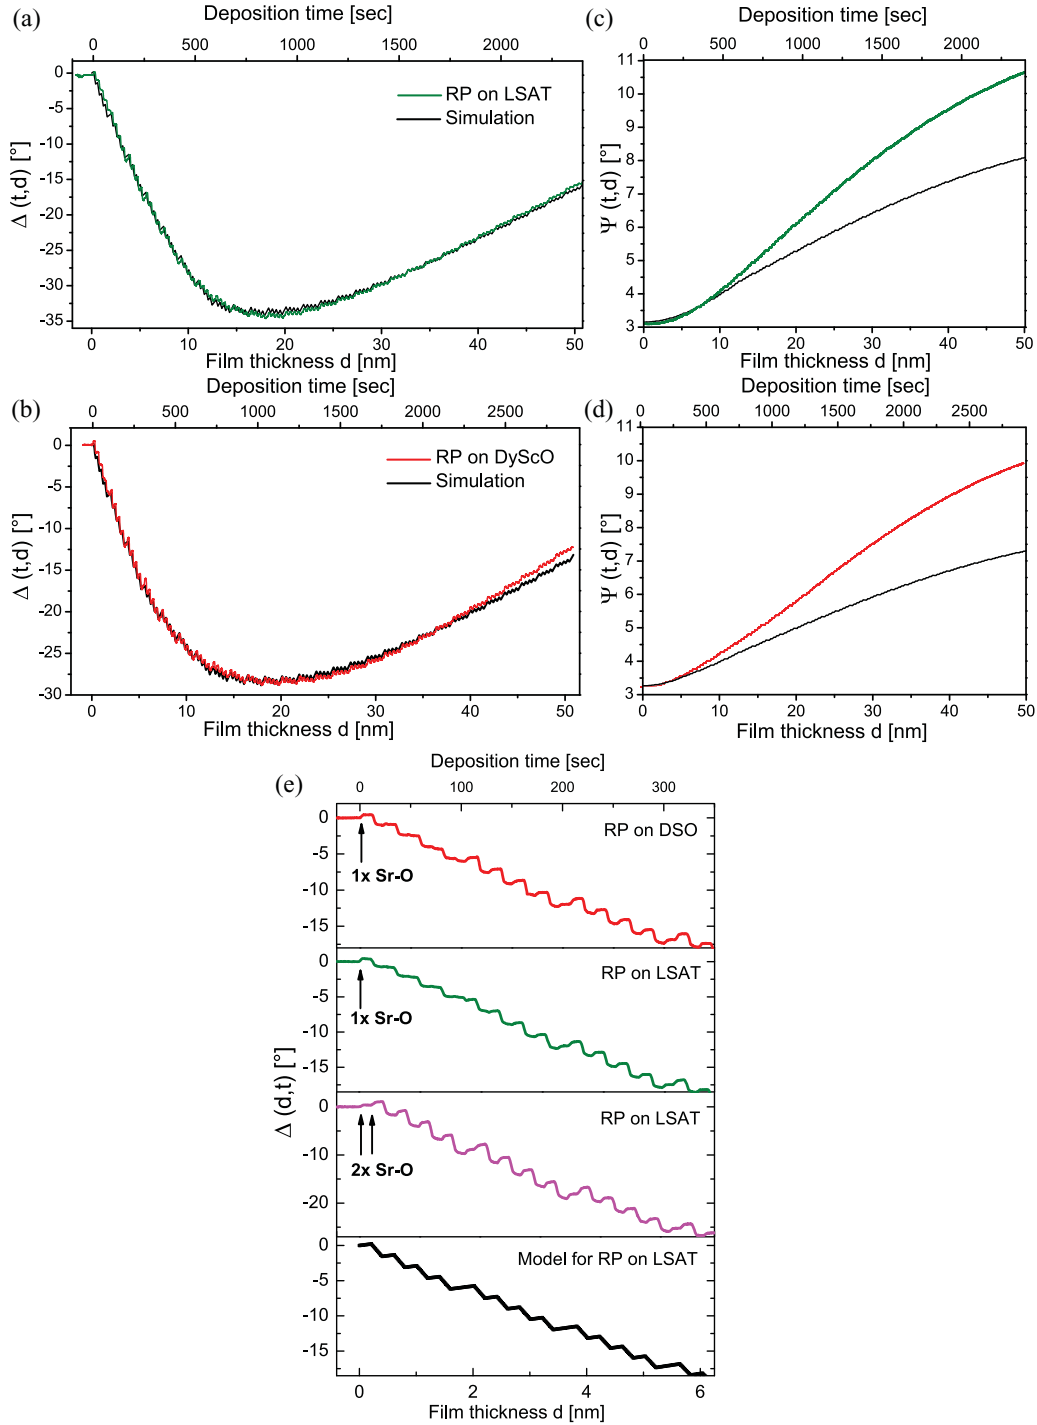 (a)
Deposition time [sec]
0 500 1000 1500 2000
0
-5
-10
-15
-20
-25
-30
-35
Δ (t,d) [°]
RP on LSAT
Simulation
0 10 20 30 40 50
Film thickness d [nm]
(c)
Deposition time [sec]
0 500 1000 1500 2000
11
10
9
8
7
6
5
4
3
Ψ (t,d) [°]
0 10 20 30 40 50
Film thickness d [nm]
(b)
Deposition time [sec]
0 500 1000 1500 2000 2500
0
-5
-10
-15
-20
-25
-30
Δ (t,d) [°]
RP on DyScO
Simulation
0 10 20 30 40 50
Film thickness d [nm]
(d)
Deposition time [sec]
0 500 1000 1500 2000 2500
11
10
9
8
7
6
5
4
3
Ψ (t,d) [°]
0 10 20 30 40 50
Film thickness d [nm]
(e)
Deposition time [sec]
0 100 200 300
Δ (d,t) [°]
0
-5
-10
-15
RP on DSO
1x Sr-O
0
-5
-10
-15
RP on LSAT
1x Sr-O
0
-10
-20
RP on LSAT
2x Sr-O
0
-5
-10
-15
Model for RP on LSAT
0 2 4 6
Film thickness d [nm]